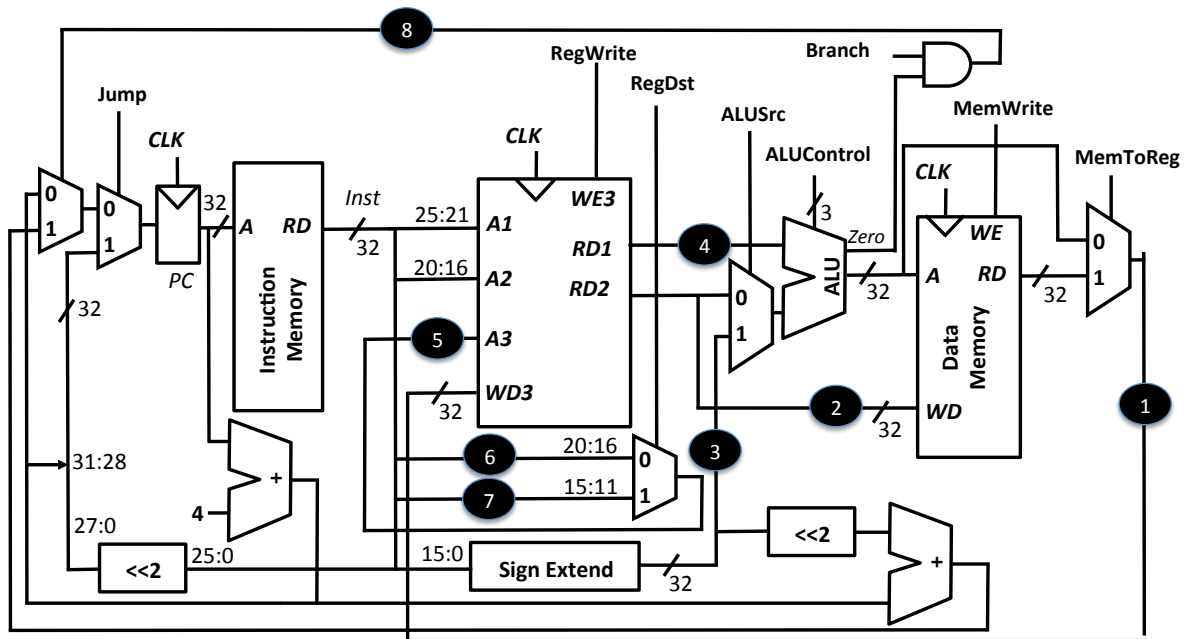 8
RegWrite
Branch
RegDst
Jump
ALUSrc
MemWrite
CLK
CLK
ALUControl
MemToReg
CLK
0
1
0
1
32
A
RD
Inst
32
25:21
A1
WE3
RD1
4
3
Zero
WE
0
1
20:16
A2
RD2
0
1
ALU
32
A
RD
32
PC
32
Instruction
Memory
5
A3
Data
Memory
32
WD3
2
32
WD
1
3
6
20:16
0
7
15:11
1
31:28
+
4
27:0
<<2
25:0
15:0
Sign Extend
32
<<2
+